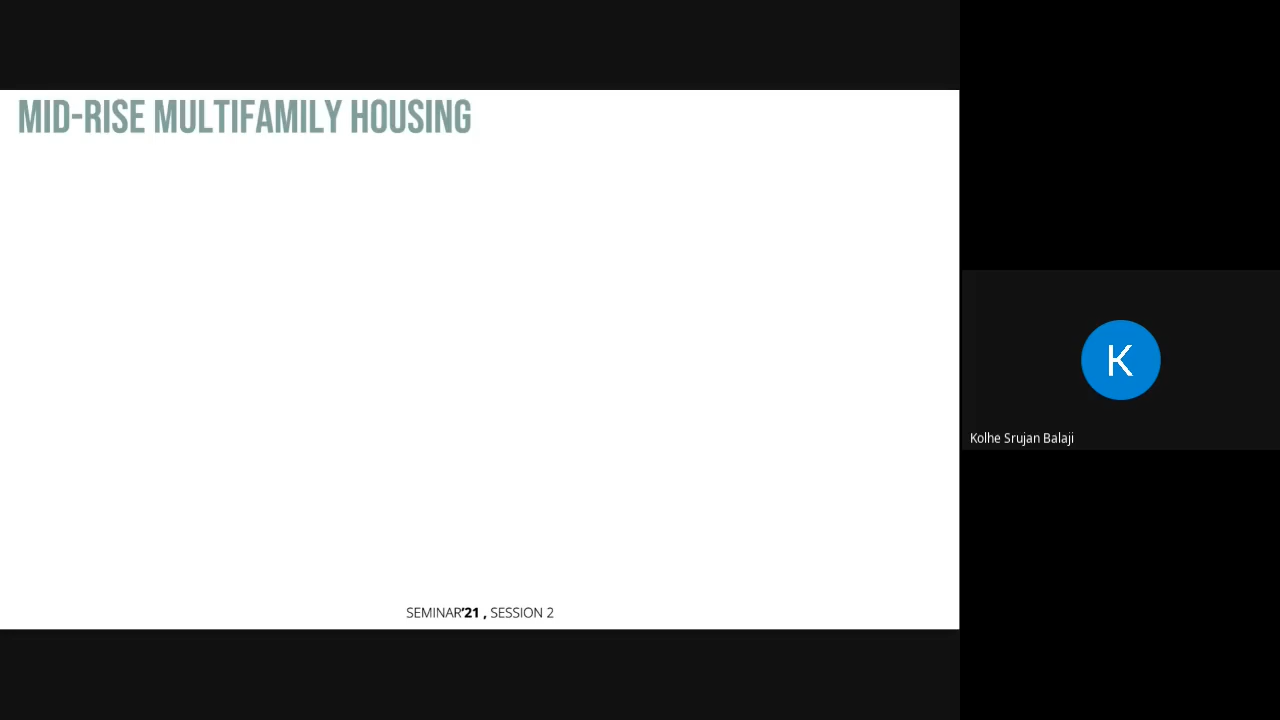 MID-RISE MULTIFAMILY HOUSING
K
Kolhe Srujan Balaji
SEMINAR'21 , SESSION 2